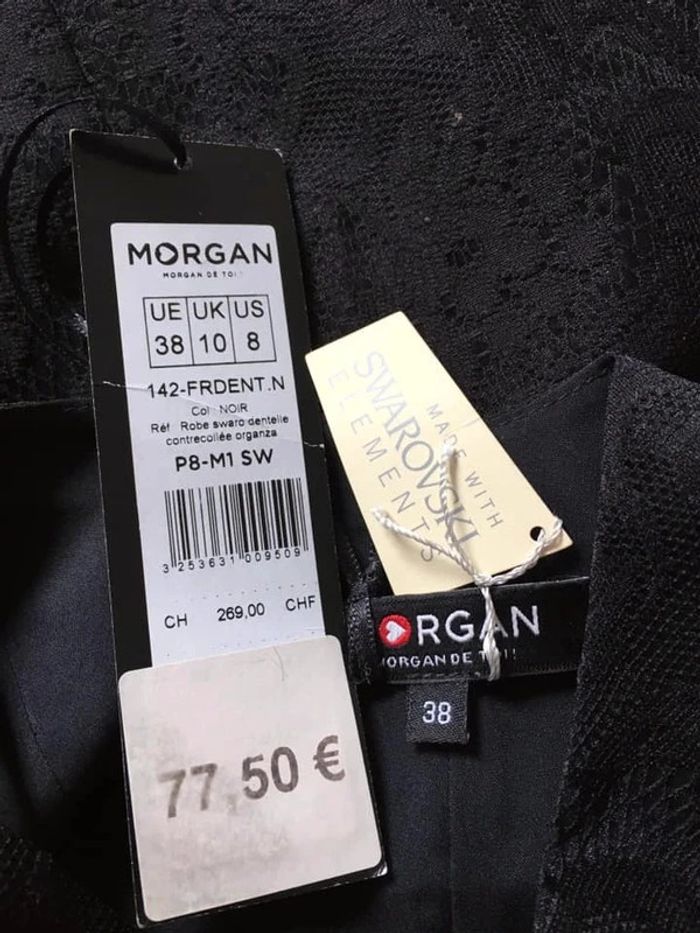 MORGAN
MORGAN DE TOI !
UE UK US
38 10 8
142-FRDENT.N
Col : NOIR
Réf Robe swaro dentelle
contrecollée organza
P8-M1 SW
3 253631 009509
CH 269,00 CHF
77,50 €
MADE WITH
SWAROVSKI
ELEMENTS
ORGAN
ORGAN DE TOI !
38